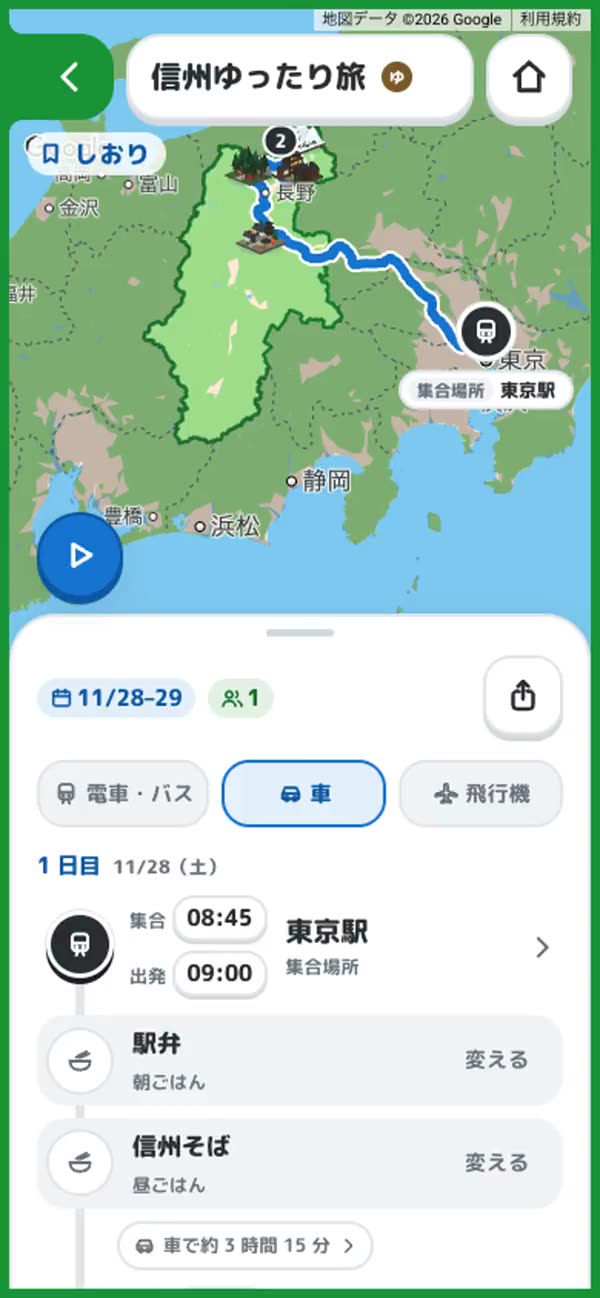 地図データ ©2026 Google 利用規約
信州ゆったり旅 ゆ
しおり
富山
金沢
福井
2
長野
東京
集合場所 東京駅
静岡
豊橋
浜松
11/28–29
1
電車・バス
車
飛行機
1 日目 11/28（土）
集合 08:45
東京駅
集合場所
出発 09:00
駅弁
朝ごはん
変える
信州そば
昼ごはん
変える
車で約 3 時間 15 分